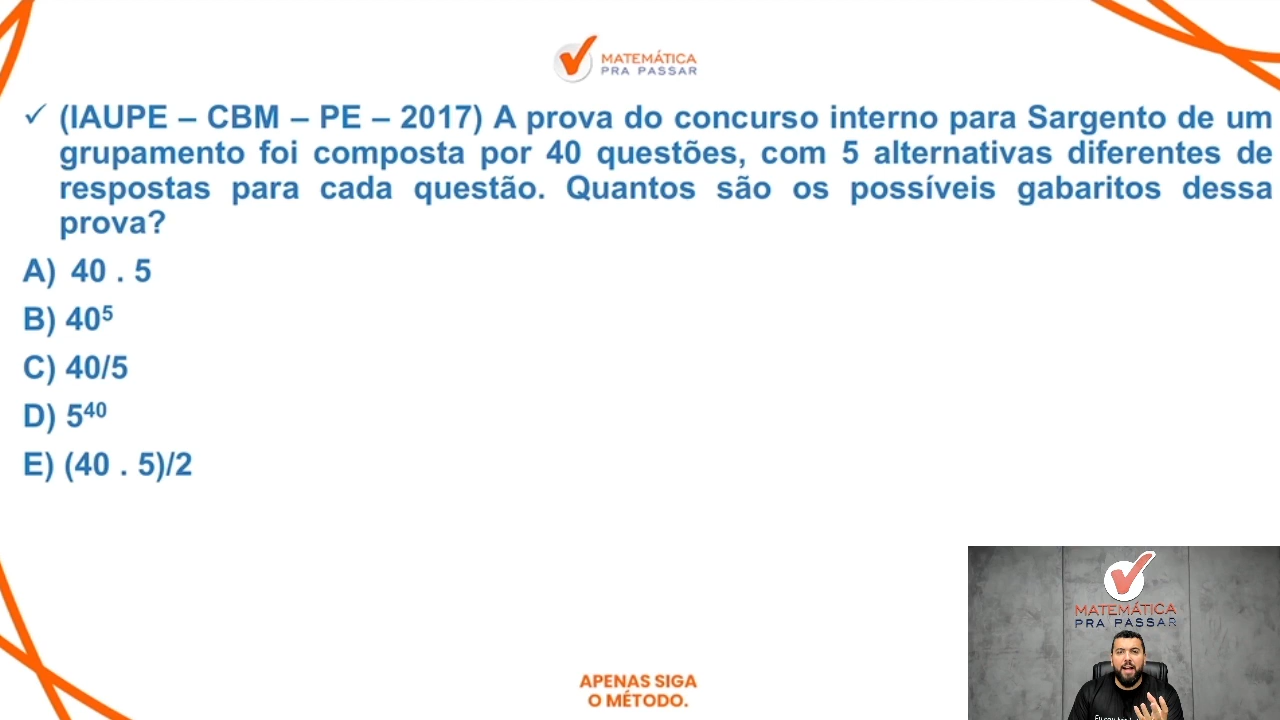 MATEMÁTICA
PRA PASSAR
✓ (IAUPE – CBM – PE – 2017) A prova do concurso interno para Sargento de um
grupamento foi composta por 40 questões, com 5 alternativas diferentes de
respostas para cada questão. Quantos são os possíveis gabaritos dessa
prova?
A) 40 . 5
B) 40⁵
C) 40/5
D) 5⁴⁰
E) (40 . 5)/2
MATEMÁTICA
PRA PASSAR
APENAS SIGA
O MÉTODO.